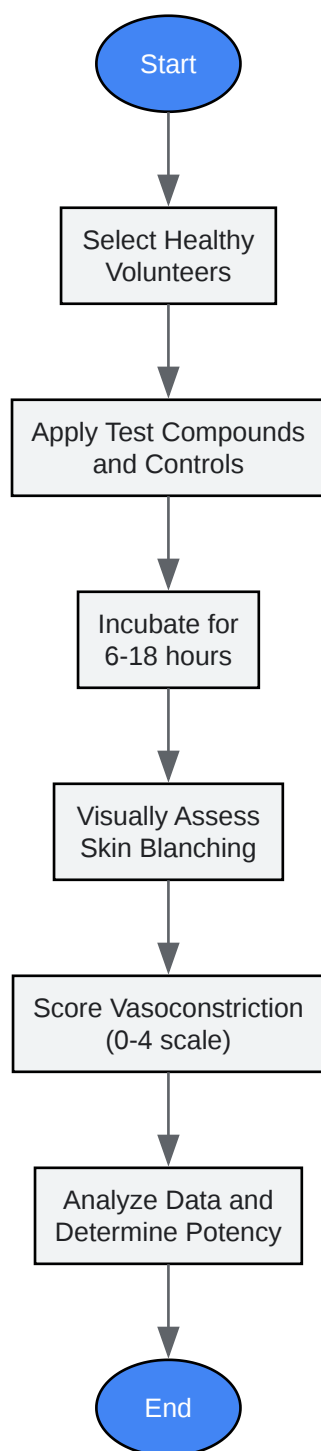 Start
Select Healthy
Volunteers
Apply Test Compounds
and Controls
Incubate for
6-18 hours
Visually Assess
Skin Blanching
Score Vasoconstriction
(0-4 scale)
Analyze Data and
Determine Potency
End